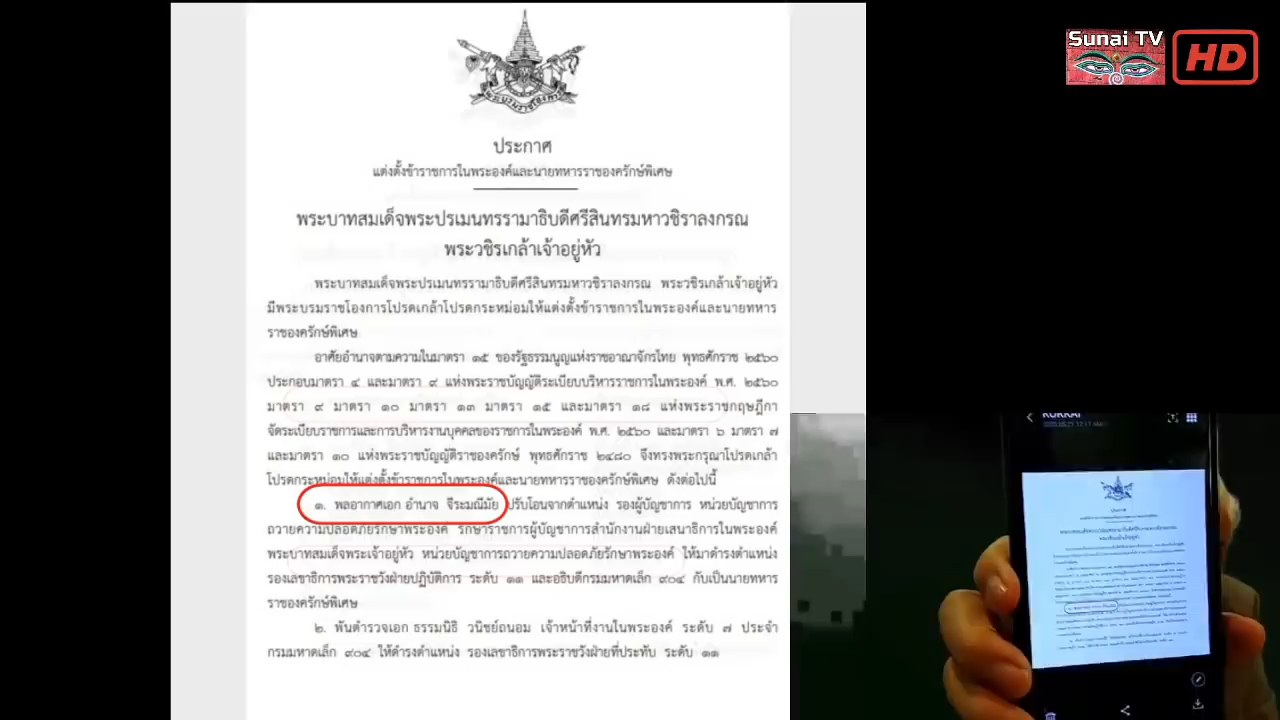 Sunai TV
HD
พระบรมราชโองการ
ประกาศ
แต่งตั้งข้าราชการในพระองค์และนายทหารราชองครักษ์พิเศษ
พระบาทสมเด็จพระปรเมนทรรามาธิบดีศรีสินทรมหาวชิราลงกรณ
พระวชิรเกล้าเจ้าอยู่หัว
พระบาทสมเด็จพระปรเมนทรรามาธิบดีศรีสินทรมหาวชิราลงกรณ พระวชิรเกล้าเจ้าอยู่หัว
มีพระบรมราชโองการโปรดเกล้าโปรดกระหม่อมให้แต่งตั้งข้าราชการในพระองค์และนายทหาร
ราชองครักษ์พิเศษ
อาศัยอำนาจตามความในมาตรา ๑๕ ของรัฐธรรมนูญแห่งราชอาณาจักรไทย พุทธศักราช ๒๕๖๐
ประกอบมาตรา ๔ และมาตรา ๙ แห่งพระราชบัญญัติระเบียบบริหารราชการในพระองค์ พ.ศ. ๒๕๖๐
มาตรา ๙ มาตรา ๑๐ มาตรา ๑๓ มาตรา ๑๕ และมาตรา ๑๘ แห่งพระราชกฤษฎีกา
จัดระเบียบราชการและการบริหารงานบุคคลของราชการในพระองค์ พ.ศ. ๒๕๖๐ และมาตรา ๖ มาตรา ๗
และมาตรา ๑๐ แห่งพระราชบัญญัติราชองครักษ์ พุทธศักราช ๒๔๘๐ จึงทรงพระกรุณาโปรดเกล้า
โปรดกระหม่อมให้แต่งตั้งข้าราชการในพระองค์และนายทหารราชองครักษ์พิเศษ ดังต่อไปนี้
๑. พลอากาศเอก อำนาจ จีระมณีมัย ปรับโอนจากตำแหน่ง รองผู้บัญชาการ หน่วยบัญชาการ
ถวายความปลอดภัยรักษาพระองค์ รักษาราชการผู้บัญชาการสำนักงานฝ่ายเสนาธิการในพระองค์
พระบาทสมเด็จพระเจ้าอยู่หัว หน่วยบัญชาการถวายความปลอดภัยรักษาพระองค์ ให้มาดำรงตำแหน่ง
รองเลขาธิการพระราชวังฝ่ายปฏิบัติการ ระดับ ๑๑ และอธิบดีกรมมหาดเล็ก ๙๐๔ กับเป็นนายทหาร
ราชองครักษ์พิเศษ
๒. พันตำรวจเอก ธรรมนิธิ วนิชย์ถนอม เจ้าหน้าที่งานในพระองค์ ระดับ ๗ ประจำ
กรมมหาดเล็ก ๙๐๔ ให้ดำรงตำแหน่ง รองเลขาธิการพระราชวังฝ่ายที่ประทับ ระดับ ๑๑